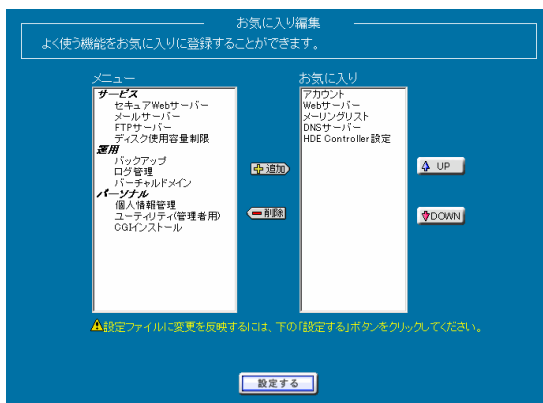 お気に入り編集
よく使う機能をお気に入りに登録することができます。
メニュー
サービス
セキュアWebサーバー
メールサーバー
FTPサーバー
ディスク使用容量制限
運用
バックアップ
ログ管理
バーチャルドメイン
パーソナル
個人情報管理
ユーティリティ(管理者用)
CGIインストール
追加
削除
お気に入り
アカウント
Webサーバー
メーリングリスト
DNSサーバー
HDE Controller設定
UP
DOWN
設定ファイルに変更を反映するには、下の「設定する」ボタンをクリックしてください。
設定する